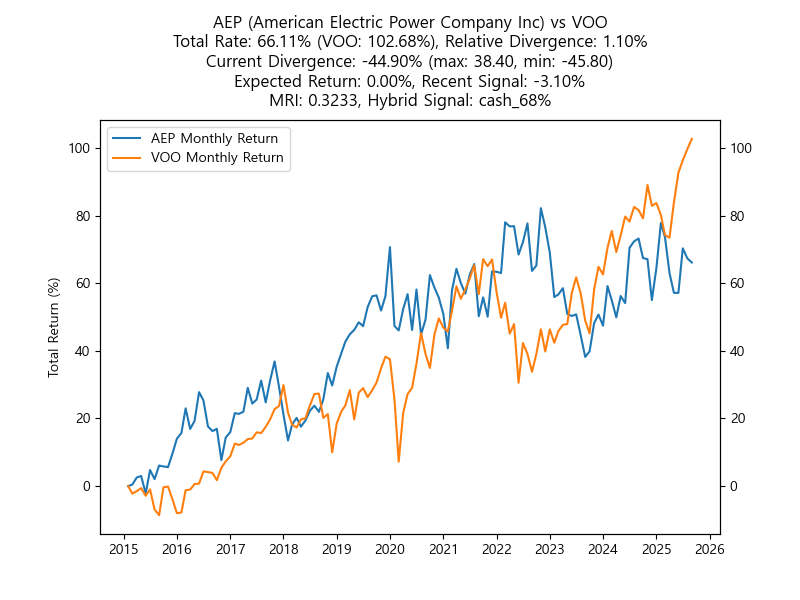 AEP (American Electric Power Company Inc) vs VOO
Total Rate: 66.11% (VOO: 102.68%), Relative Divergence: 1.10%
Current Divergence: -44.90% (max: 38.40, min: -45.80)
Expected Return: 0.00%, Recent Signal: -3.10%
MRI: 0.3233, Hybrid Signal: cash_68%
AEP Monthly Return
VOO Monthly Return
Total Return (%)
100 100
80 80
60 60
40 40
20 20
0 0
2015 2016 2017 2018 2019 2020 2021 2022 2023 2024 2025 2026